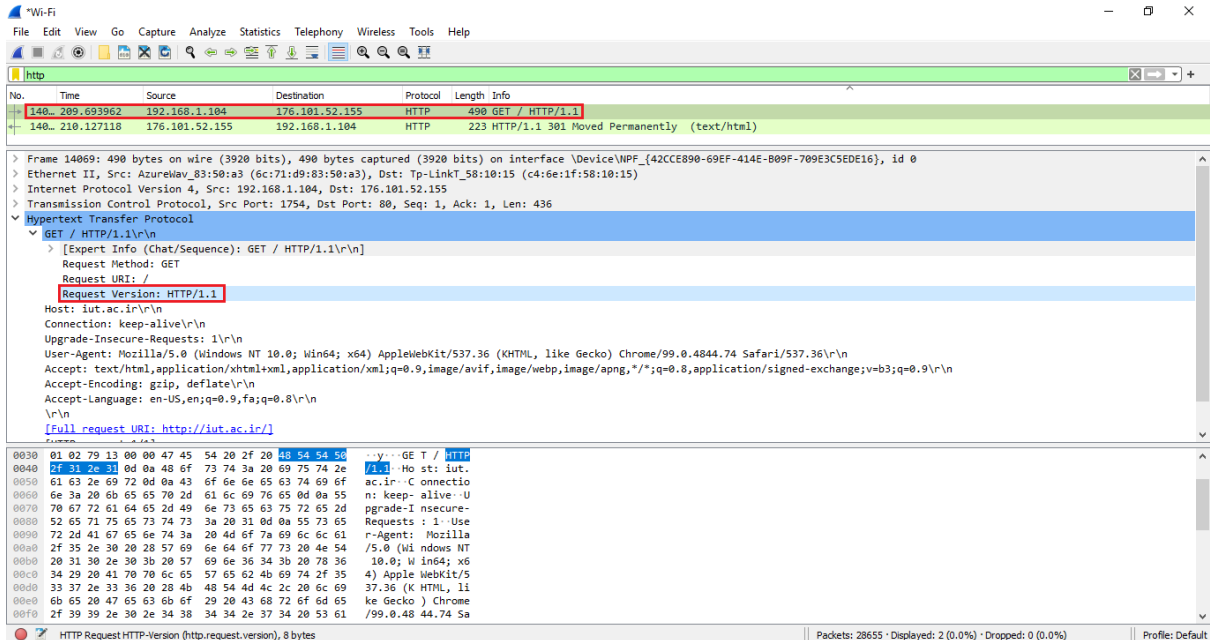 *Wi-Fi
File Edit View Go Capture Analyze Statistics Telephony Wireless Tools Help
http
No. Time Source Destination Protocol Length Info
140… 209.693962 192.168.1.104 176.101.52.155 HTTP 490 GET / HTTP/1.1
140… 210.127118 176.101.52.155 192.168.1.104 HTTP 223 HTTP/1.1 301 Moved Permanently (text/html)
> Frame 14069: 490 bytes on wire (3920 bits), 490 bytes captured (3920 bits) on interface \Device\NPF_{42CCE890-69EF-414E-B09F-709E3C5EDE16}, id 0
> Ethernet II, Src: AzureWav_83:50:a3 (6c:71:d9:83:50:a3), Dst: Tp-LinkT_58:10:15 (c4:6e:1f:58:10:15)
> Internet Protocol Version 4, Src: 192.168.1.104, Dst: 176.101.52.155
> Transmission Control Protocol, Src Port: 1754, Dst Port: 80, Seq: 1, Ack: 1, Len: 436
Hypertext Transfer Protocol
GET / HTTP/1.1\r\n
> [Expert Info (Chat/Sequence): GET / HTTP/1.1\r\n]
Request Method: GET
Request URI: /
Request Version: HTTP/1.1
Host: iut.ac.ir\r\n
Connection: keep-alive\r\n
Upgrade-Insecure-Requests: 1\r\n
User-Agent: Mozilla/5.0 (Windows NT 10.0; Win64; x64) AppleWebKit/537.36 (KHTML, like Gecko) Chrome/99.0.4844.74 Safari/537.36\r\n
Accept: text/html,application/xhtml+xml,application/xml;q=0.9,image/avif,image/webp,image/apng,*/*;q=0.8,application/signed-exchange;v=b3;q=0.9\r\n
Accept-Encoding: gzip, deflate\r\n
Accept-Language: en-US,en;q=0.9,fa;q=0.8\r\n
\r\n
[Full request URI: http://iut.ac.ir/]
0030 01 02 79 13 00 00 47 45 54 20 2f 20 48 54 54 50 ··y···GE T / HTTP
0040 2f 31 2e 31 0d 0a 48 6f 73 74 3a 20 69 75 74 2e /1.1··Ho st: iut.
0050 61 63 2e 69 72 0d 0a 43 6f 6e 6e 65 63 74 69 6f ac.ir··C onnectio
0060 6e 3a 20 6b 65 65 70 2d 61 6c 69 76 65 0d 0a 55 n: keep- alive··U
0070 70 67 72 61 64 65 2d 49 6e 73 65 63 75 72 65 2d pgrade-I nsecure-
0080 52 65 71 75 65 73 74 73 3a 20 31 0d 0a 55 73 65 Requests : 1··Use
0090 72 2d 41 67 65 6e 74 3a 20 4d 6f 7a 69 6c 6c 61 r-Agent: Mozilla
00a0 2f 35 2e 30 20 28 57 69 6e 64 6f 77 73 20 4e 54 /5.0 (Wi ndows NT
00b0 20 31 30 2e 30 3b 20 57 69 6e 36 34 3b 20 78 36 10.0; W in64; x6
00c0 34 29 20 41 70 70 6c 65 57 65 62 4b 69 74 2f 35 4) Apple WebKit/5
00d0 33 37 2e 33 36 20 28 4b 48 54 4d 4c 2c 20 6c 69 37.36 (K HTML, li
00e0 6b 65 20 47 65 63 6b 6f 29 20 43 68 72 6f 6d 65 ke Gecko ) Chrome
00f0 2f 39 39 2e 30 2e 34 38 34 34 2e 37 34 20 53 61 /99.0.48 44.74 Sa
HTTP Request HTTP-Version (http.request.version), 8 bytes Packets: 28655 · Displayed: 2 (0.0%) · Dropped: 0 (0.0%) Profile: Default